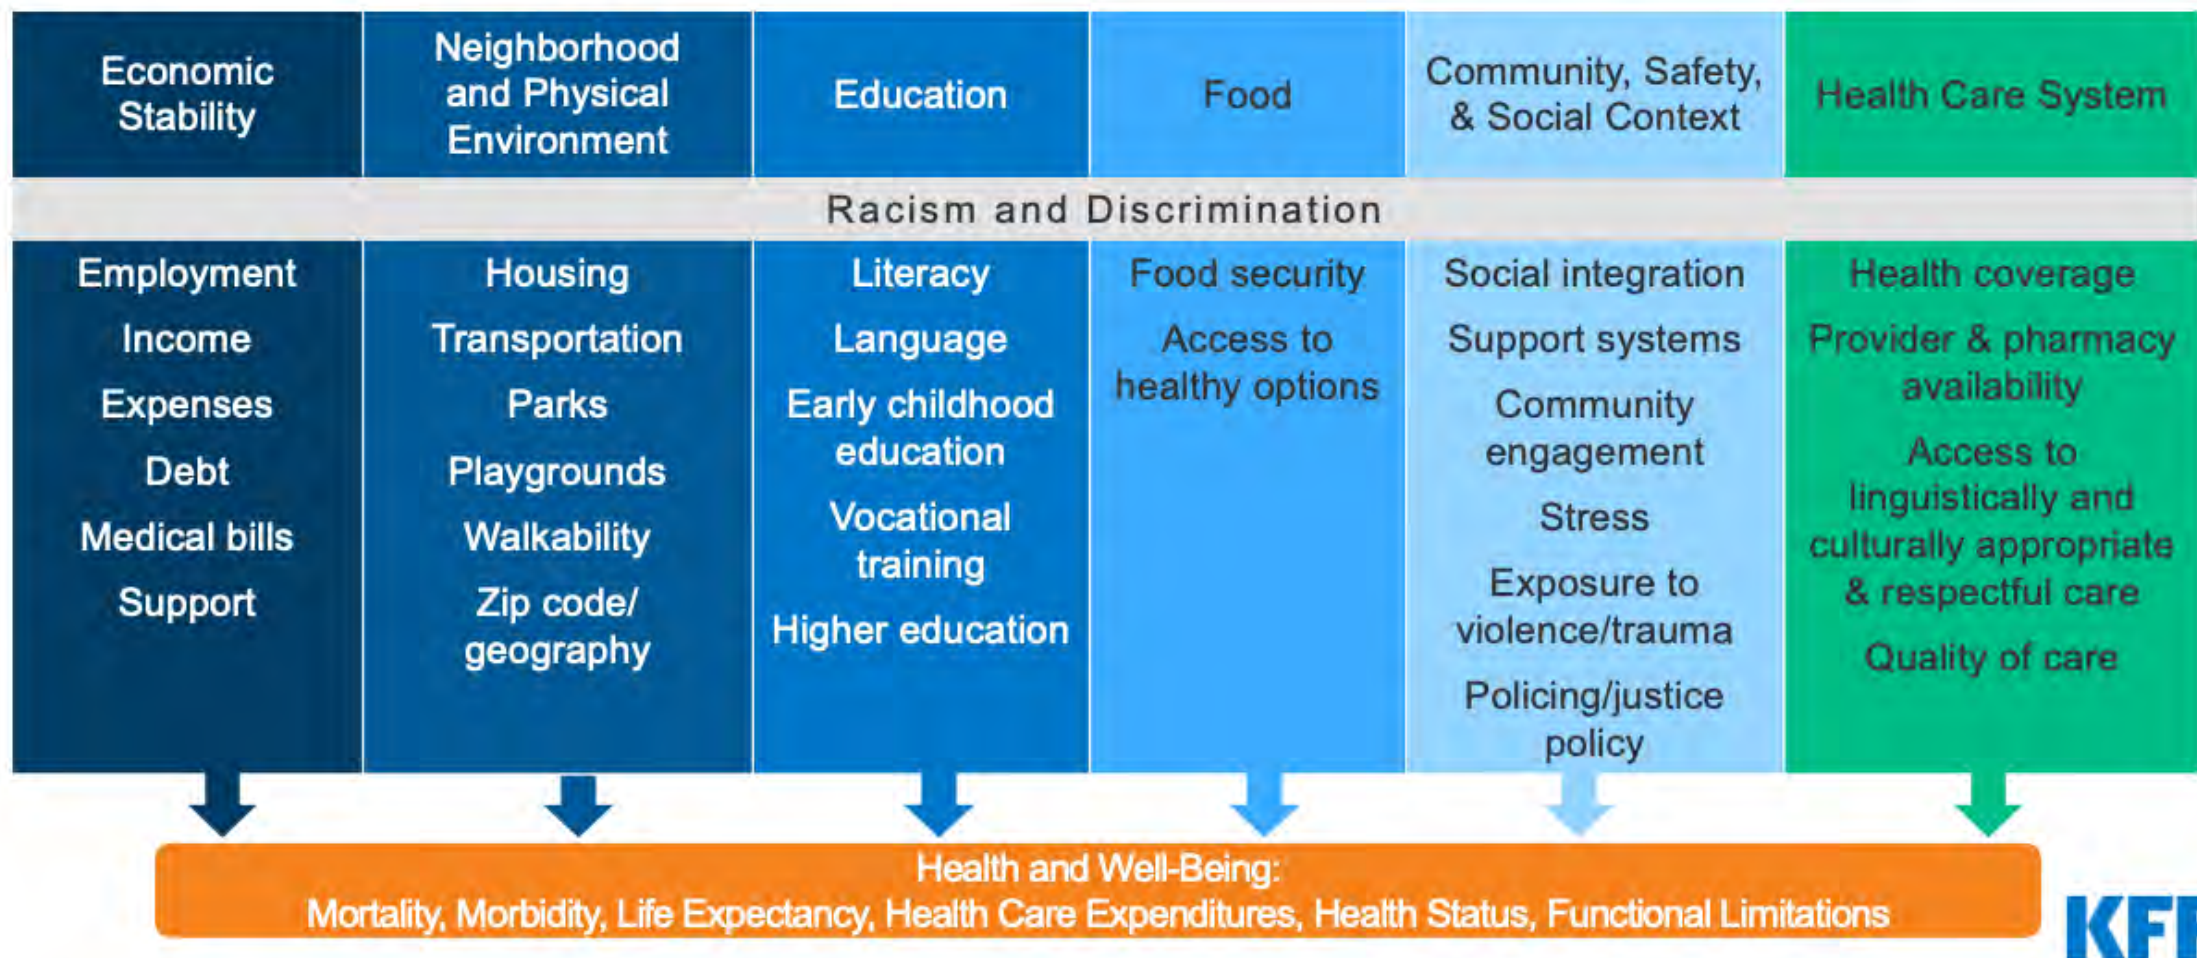 Economic
Stability
Neighborhood
and Physical
Environment
Education
Food
Community, Safety,
& Social Context
Health Care System
Racism and Discrimination
Employment
Income
Expenses
Debt
Medical bills
Support
Housing
Transportation
Parks
Playgrounds
Walkability
Zip code/
geography
Literacy
Language
Early childhood
education
Vocational
training
Higher education
Food security
Access to
healthy options
Social integration
Support systems
Community
engagement
Stress
Exposure to
violence/trauma
Policing/justice
policy
Health coverage
Provider & pharmacy
availability
Access to
linguistically and
culturally appropriate
& respectful care
Quality of care
Health and Well-Being:
Mortality, Morbidity, Life Expectancy, Health Care Expenditures, Health Status, Functional Limitations
KFF